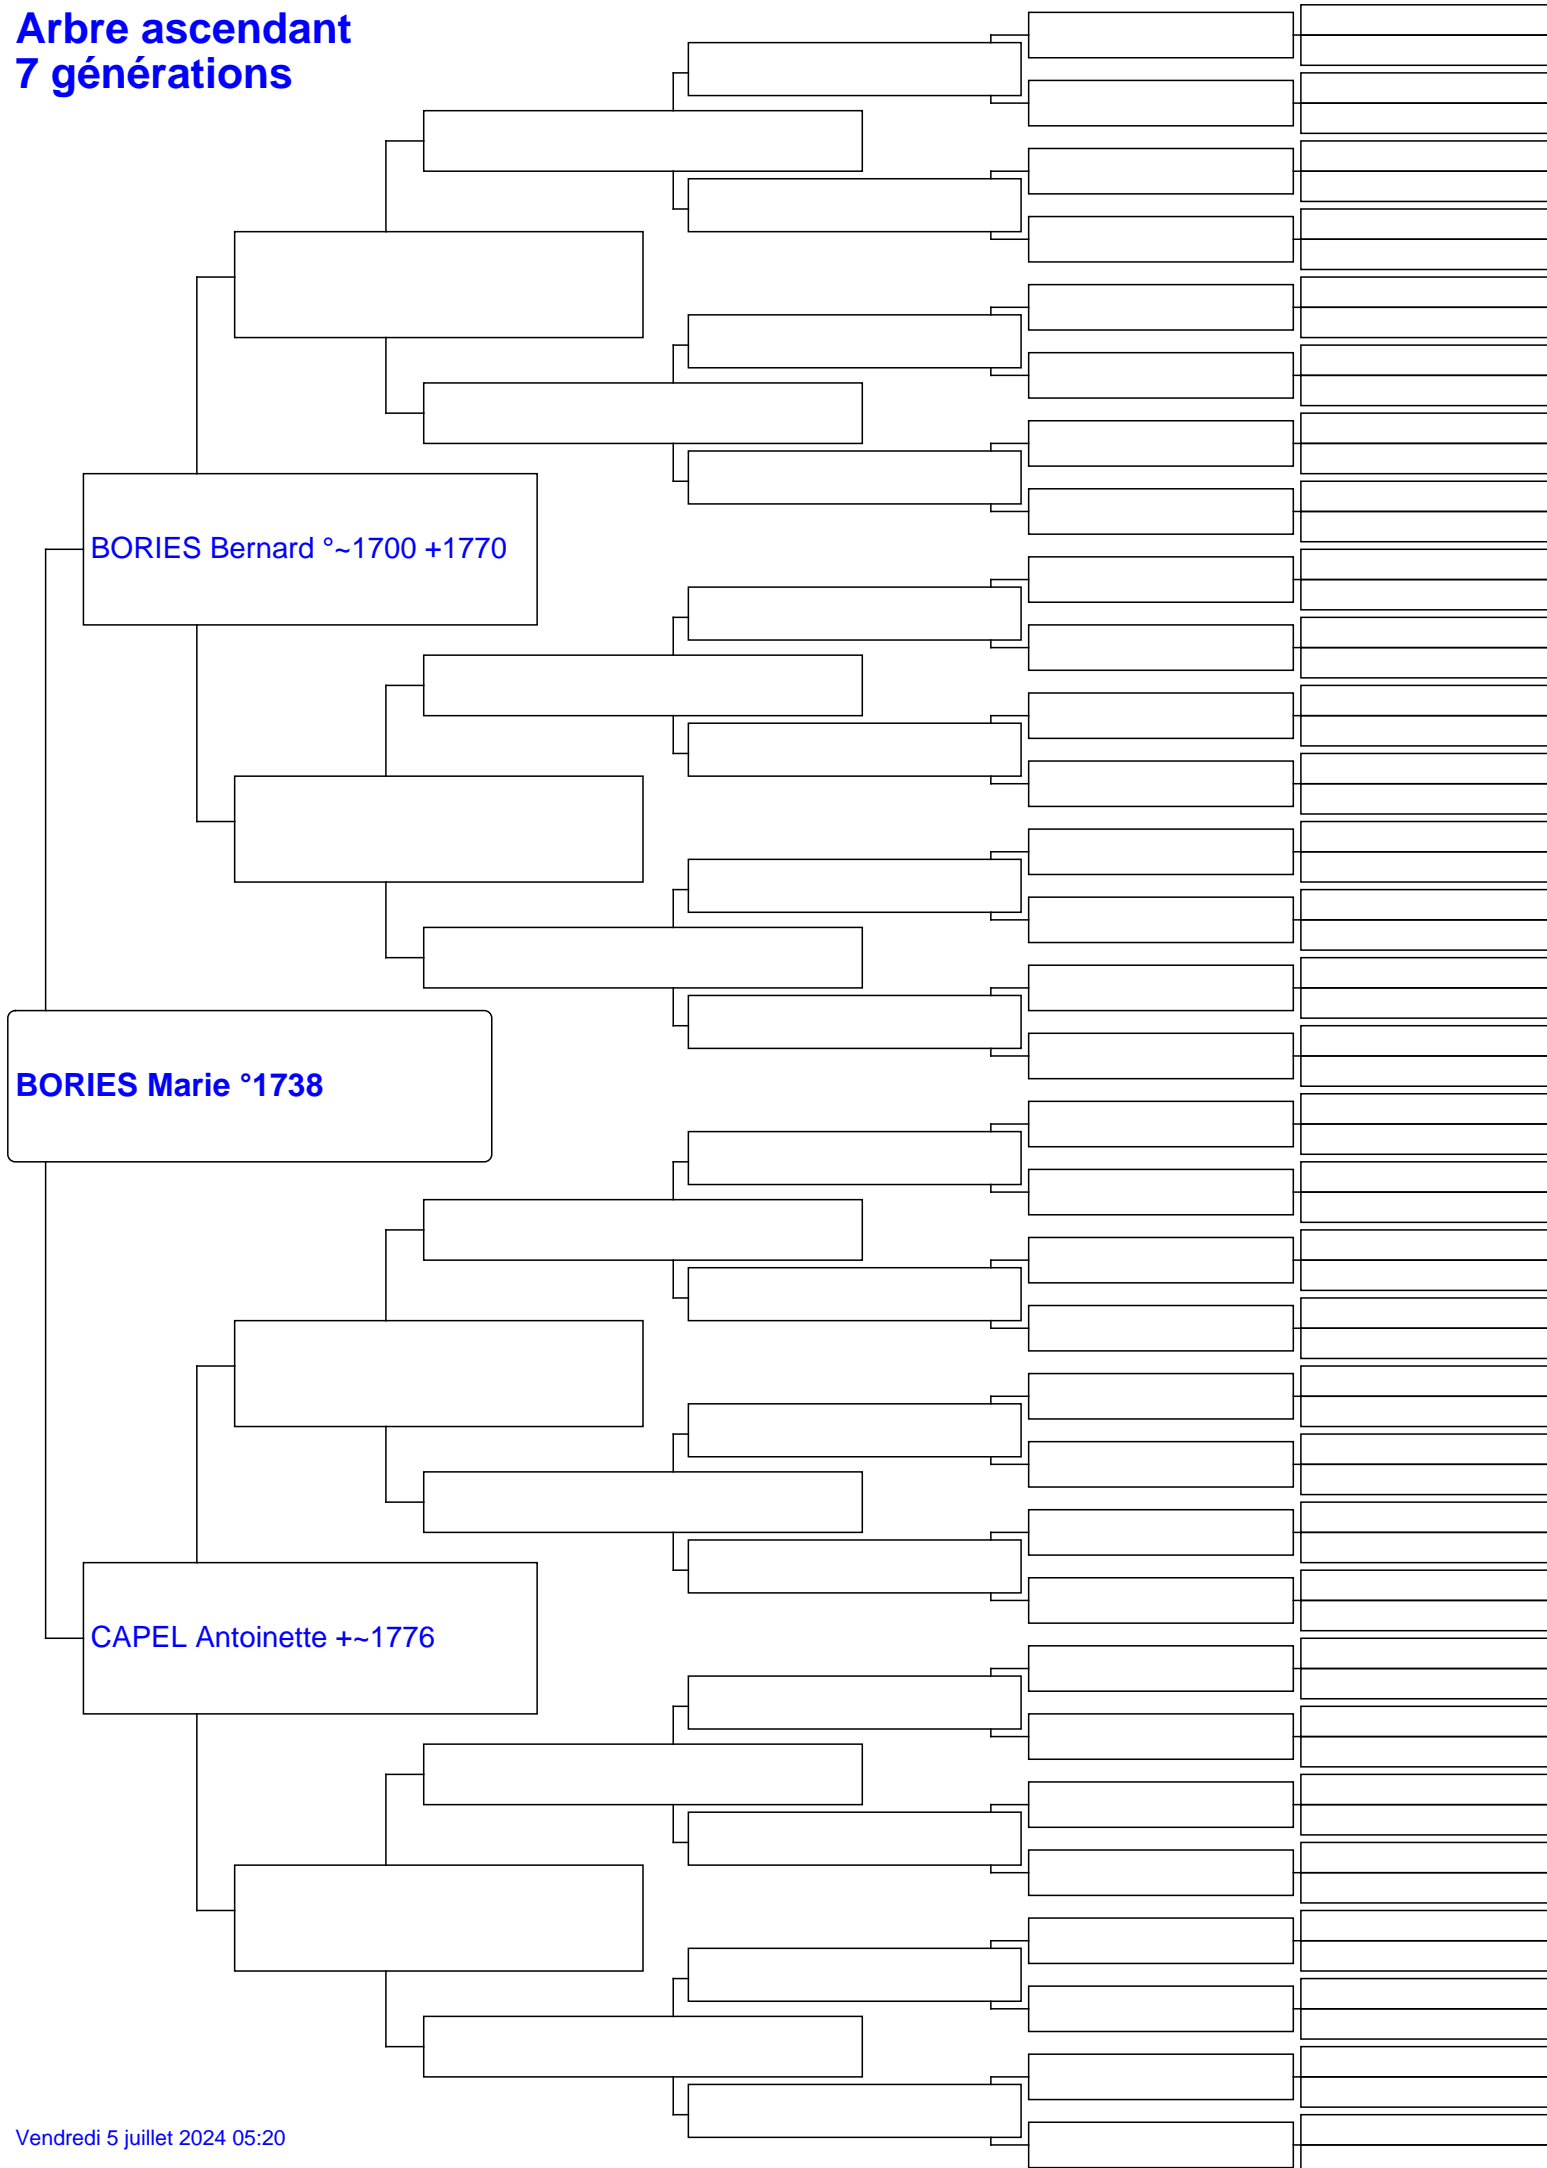 Arbre ascendant
7 générations
BORIES Bernard °~1700 +1770
BORIES Marie °1738
CAPEL Antoinette +~1776
Vendredi 5 juillet 2024 05:20